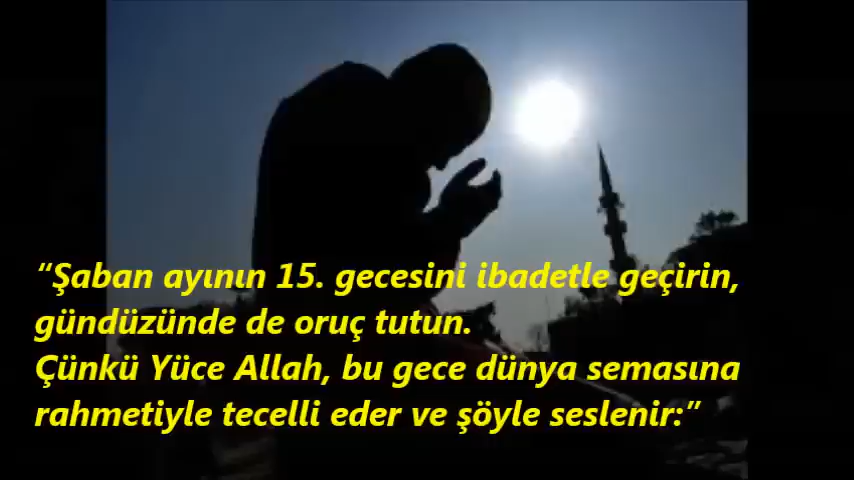 “Şaban ayının 15. gecesini ibadetle geçirin,
gündüzünde de oruç tutun.
Çünkü Yüce Allah, bu gece dünya semasına
rahmetiyle tecelli eder ve şöyle seslenir:”